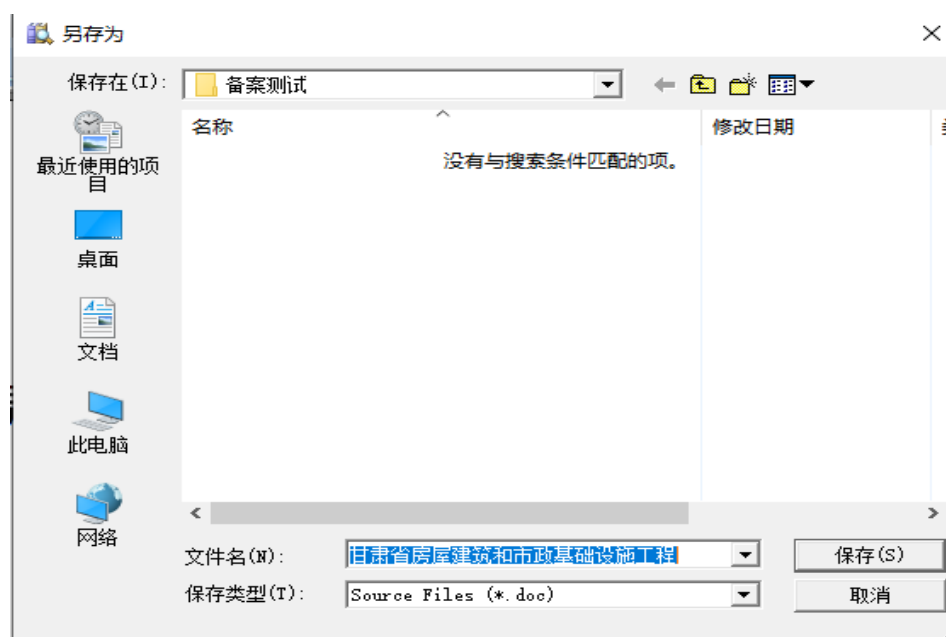 另存为
保存在(I):
备案测试
名称
修改日期
没有与搜索条件匹配的项。
最近使用的项
目
桌面
文档
此电脑
网络
文件名(N):
甘肃省房屋建筑和市政基础设施工程
保存(S)
保存类型(T):
Source Files (*.doc)
取消